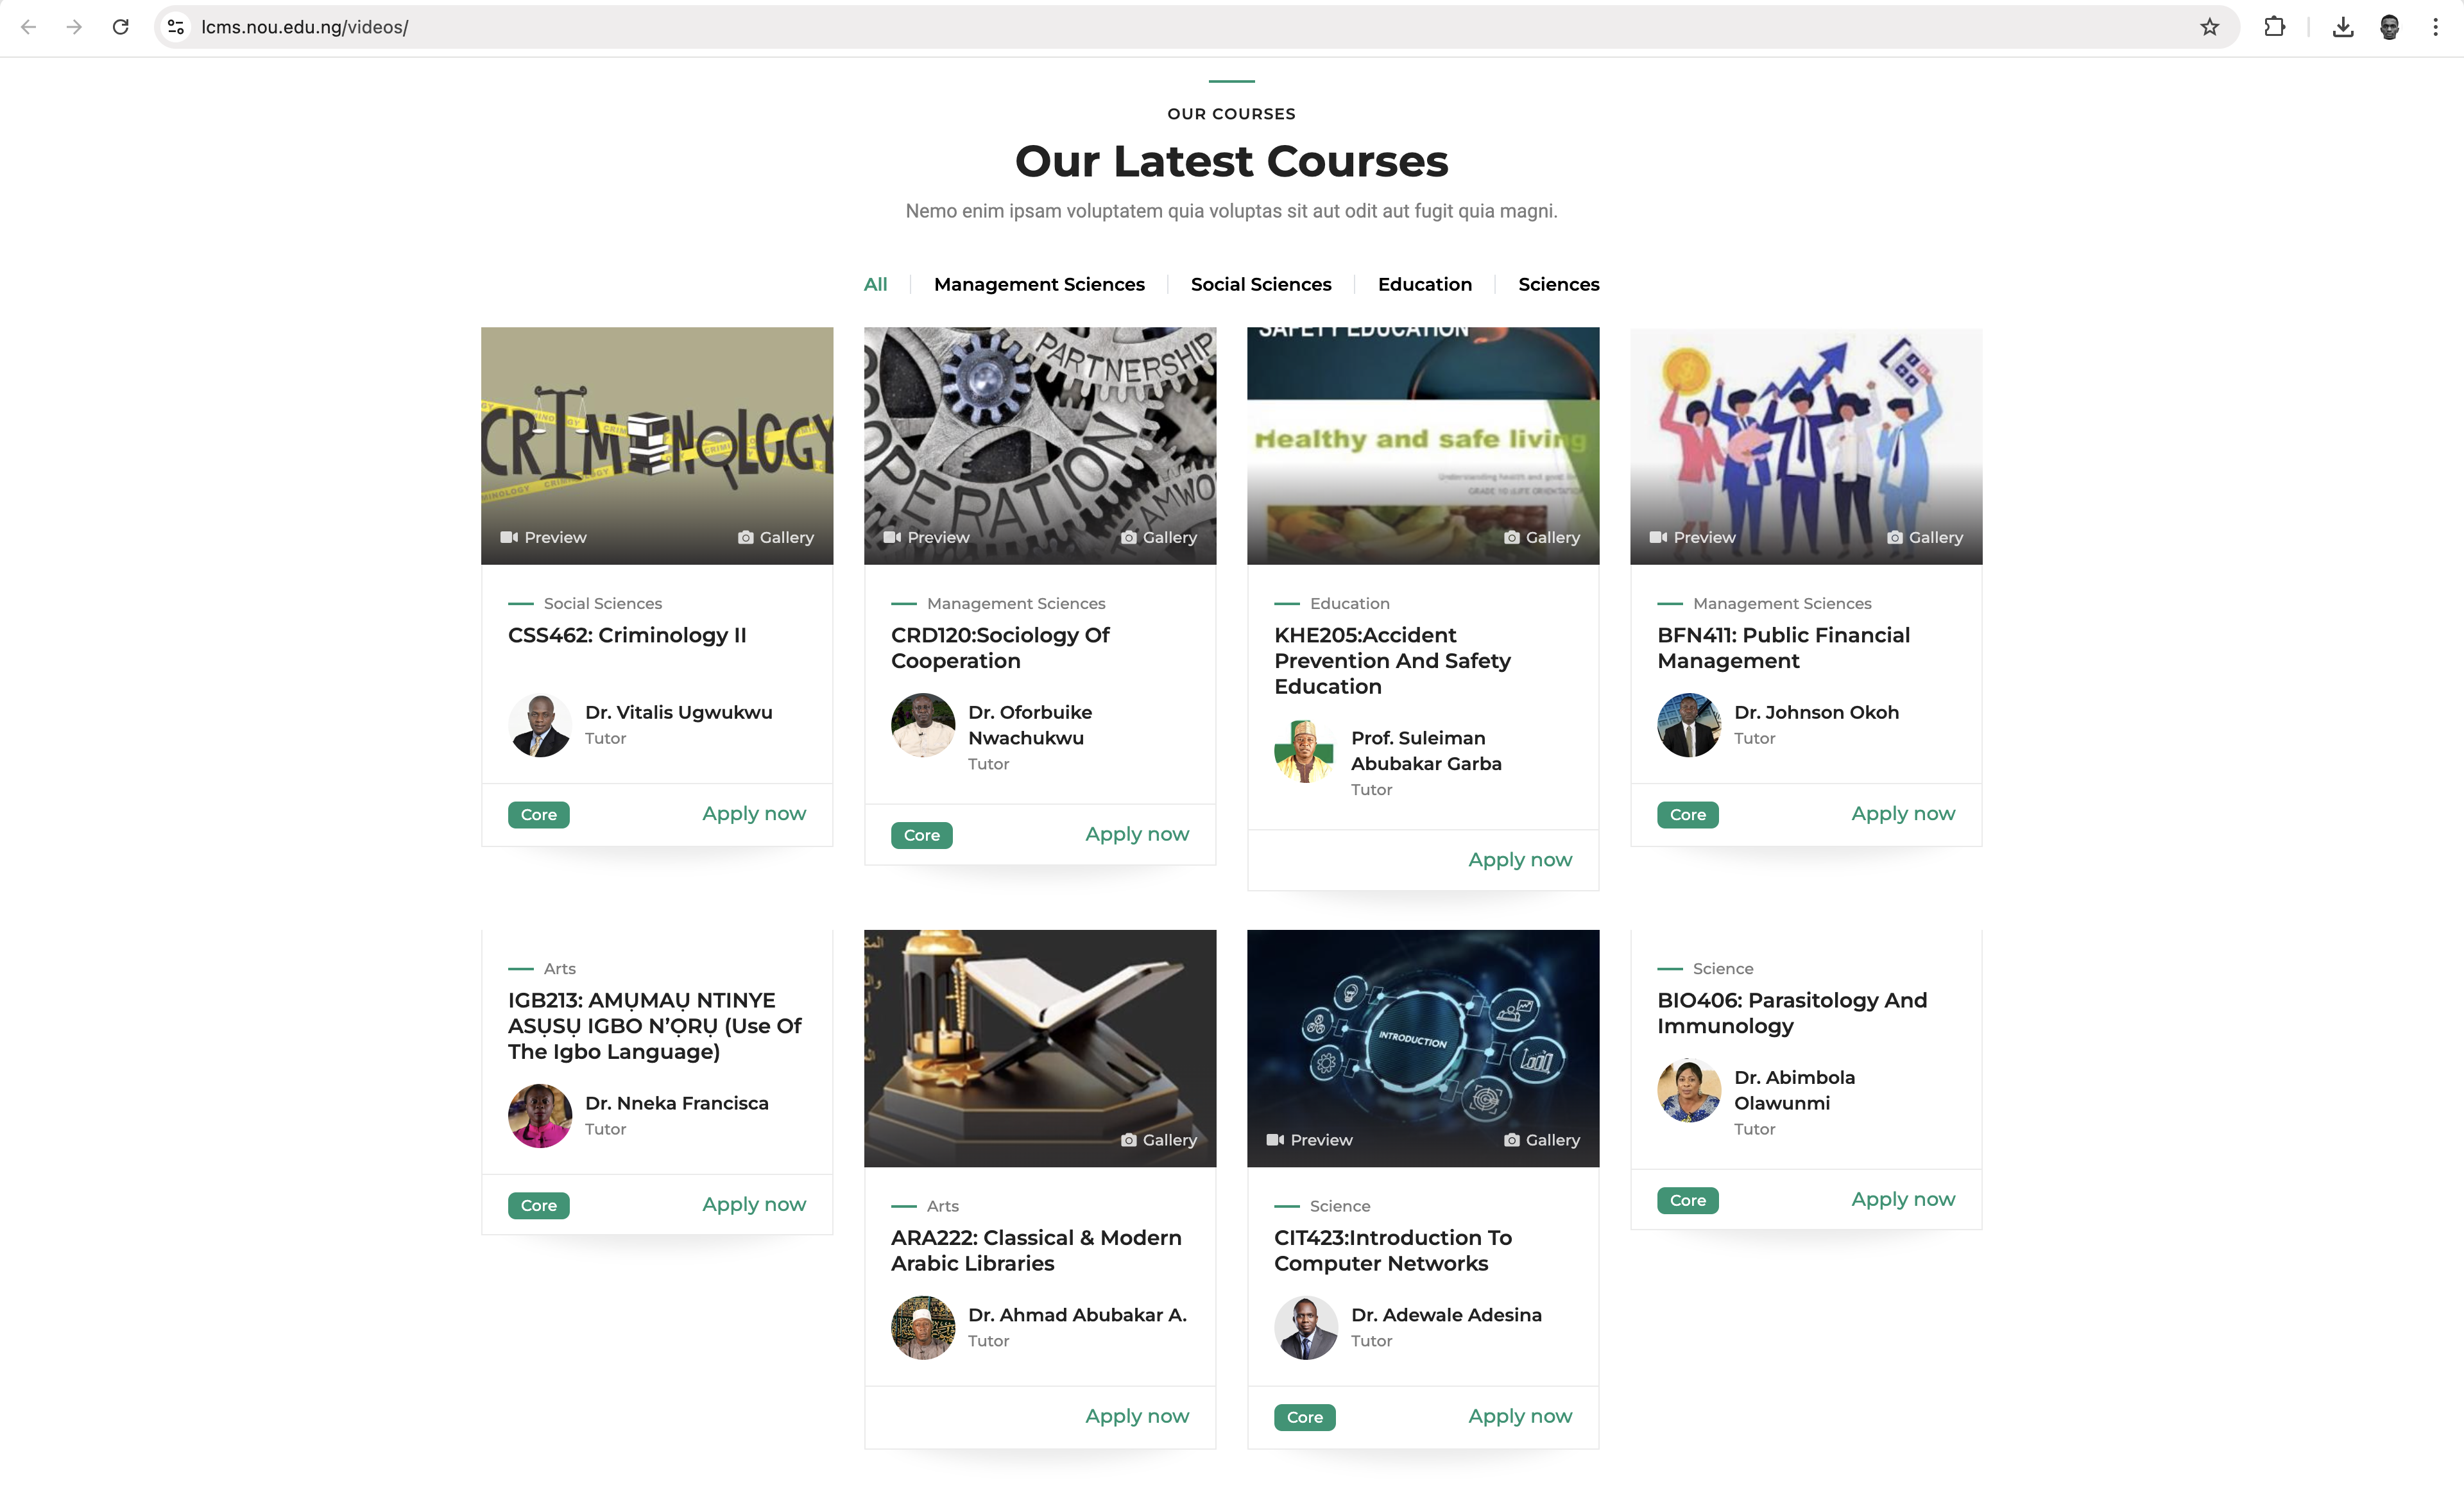 lcms.nou.edu.ng/videos/
OUR COURSES
Our Latest Courses
Nemo enim ipsam voluptatem quia voluptas sit aut odit aut fugit quia magni.
All
Management Sciences
Social Sciences
Education
Sciences
CRIMINOLOGY
Preview
Gallery
Social Sciences
CSS462: Criminology II
Dr. Vitalis Ugwukwu
Tutor
Core
Apply now
PARTNERSHIP
OPERATION
AMWO
Preview
Gallery
Management Sciences
CRD120:Sociology Of
Cooperation
Dr. Oforbuike
Nwachukwu
Tutor
Core
Apply now
SAFETY EDUCATION
Healthy and safe living
GRADE 10 LIFE ORIENTATION
Gallery
Education
KHE205:Accident
Prevention And Safety
Education
Prof. Suleiman
Abubakar Garba
Tutor
Apply now
Preview
Gallery
Management Sciences
BFN411: Public Financial
Management
Dr. Johnson Okoh
Tutor
Core
Apply now
Arts
IGB213: AMỤMAỤ NTINYE
ASỤSỤ IGBO N’ỌRỤ (Use Of
The Igbo Language)
Dr. Nneka Francisca
Tutor
Core
Apply now
Gallery
Arts
ARA222: Classical & Modern
Arabic Libraries
Dr. Ahmad Abubakar A.
Tutor
Apply now
INTRODUCTION
Preview
Gallery
Science
CIT423:Introduction To
Computer Networks
Dr. Adewale Adesina
Tutor
Core
Apply now
Science
BIO406: Parasitology And
Immunology
Dr. Abimbola
Olawunmi
Tutor
Core
Apply now